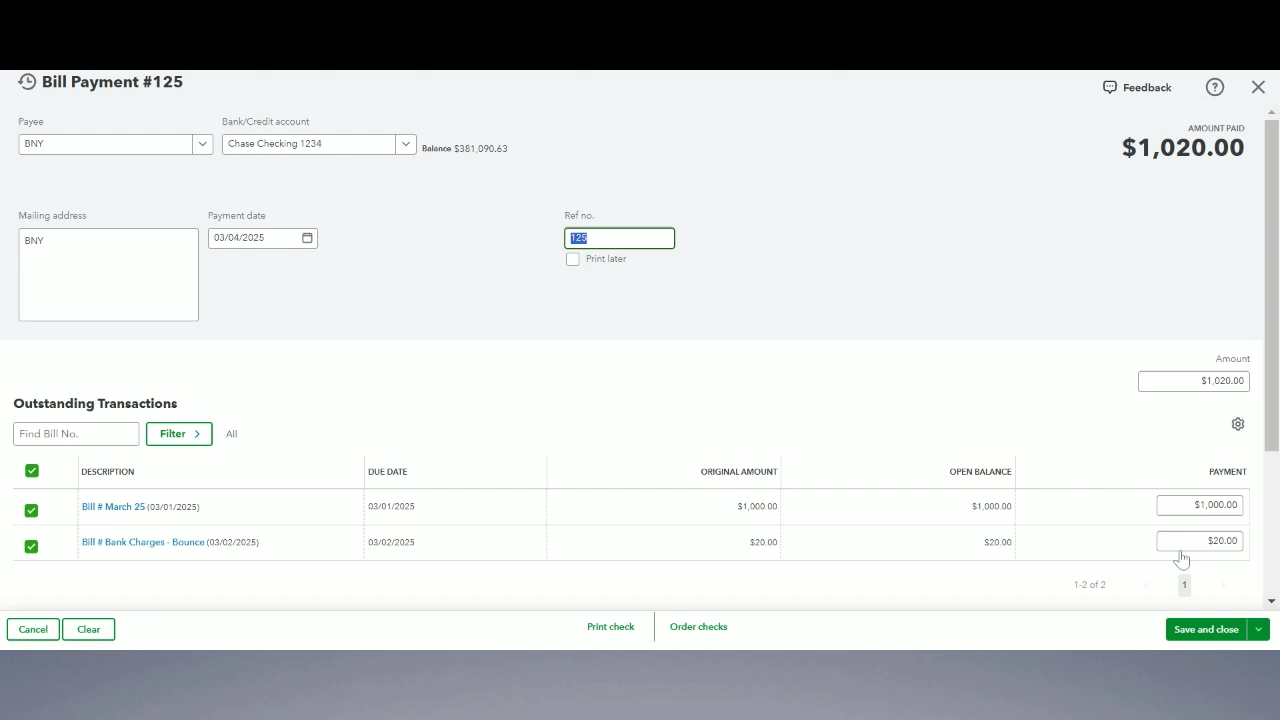 Bill Payment #125
Feedback
Payee
Bank/Credit account
BNY
Chase Checking 1234
Balance $381,090.63
AMOUNT PAID
$1,020.00
Mailing address
Payment date
Ref no.
BNY
03/04/2025
125
Print later
Amount
$1,020.00
Outstanding Transactions
Find Bill No.
Filter
All
DESCRIPTION DUE DATE ORIGINAL AMOUNT OPEN BALANCE PAYMENT
Bill # March 25 (03/01/2025) 03/01/2025 $1,000.00 $1,000.00 $1,000.00
Bill # Bank Charges - Bounce (03/02/2025) 03/02/2025 $20.00 $20.00 $20.00
1-2 of 2
1
Cancel
Clear
Print check
Order checks
Save and close